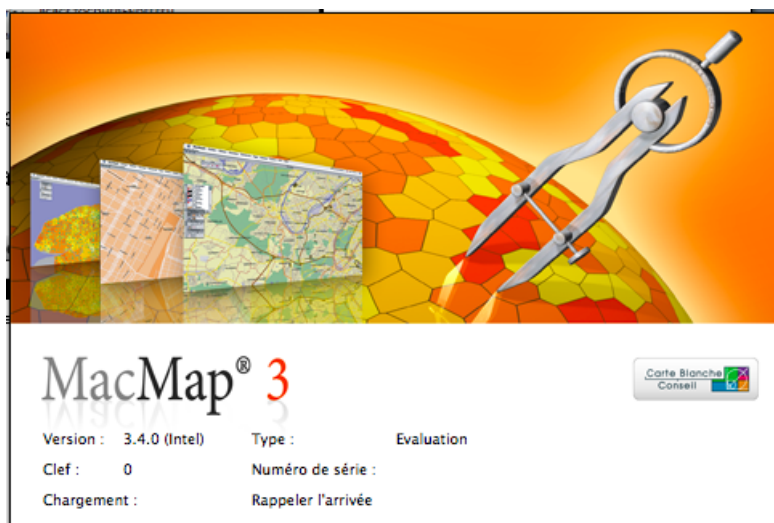 MacMap® 3
Carte Blanche
Conseil
Version : 3.4.0 (Intel) Type : Evaluation
Clef : 0 Numéro de série :
Chargement : Rappeler l'arrivée